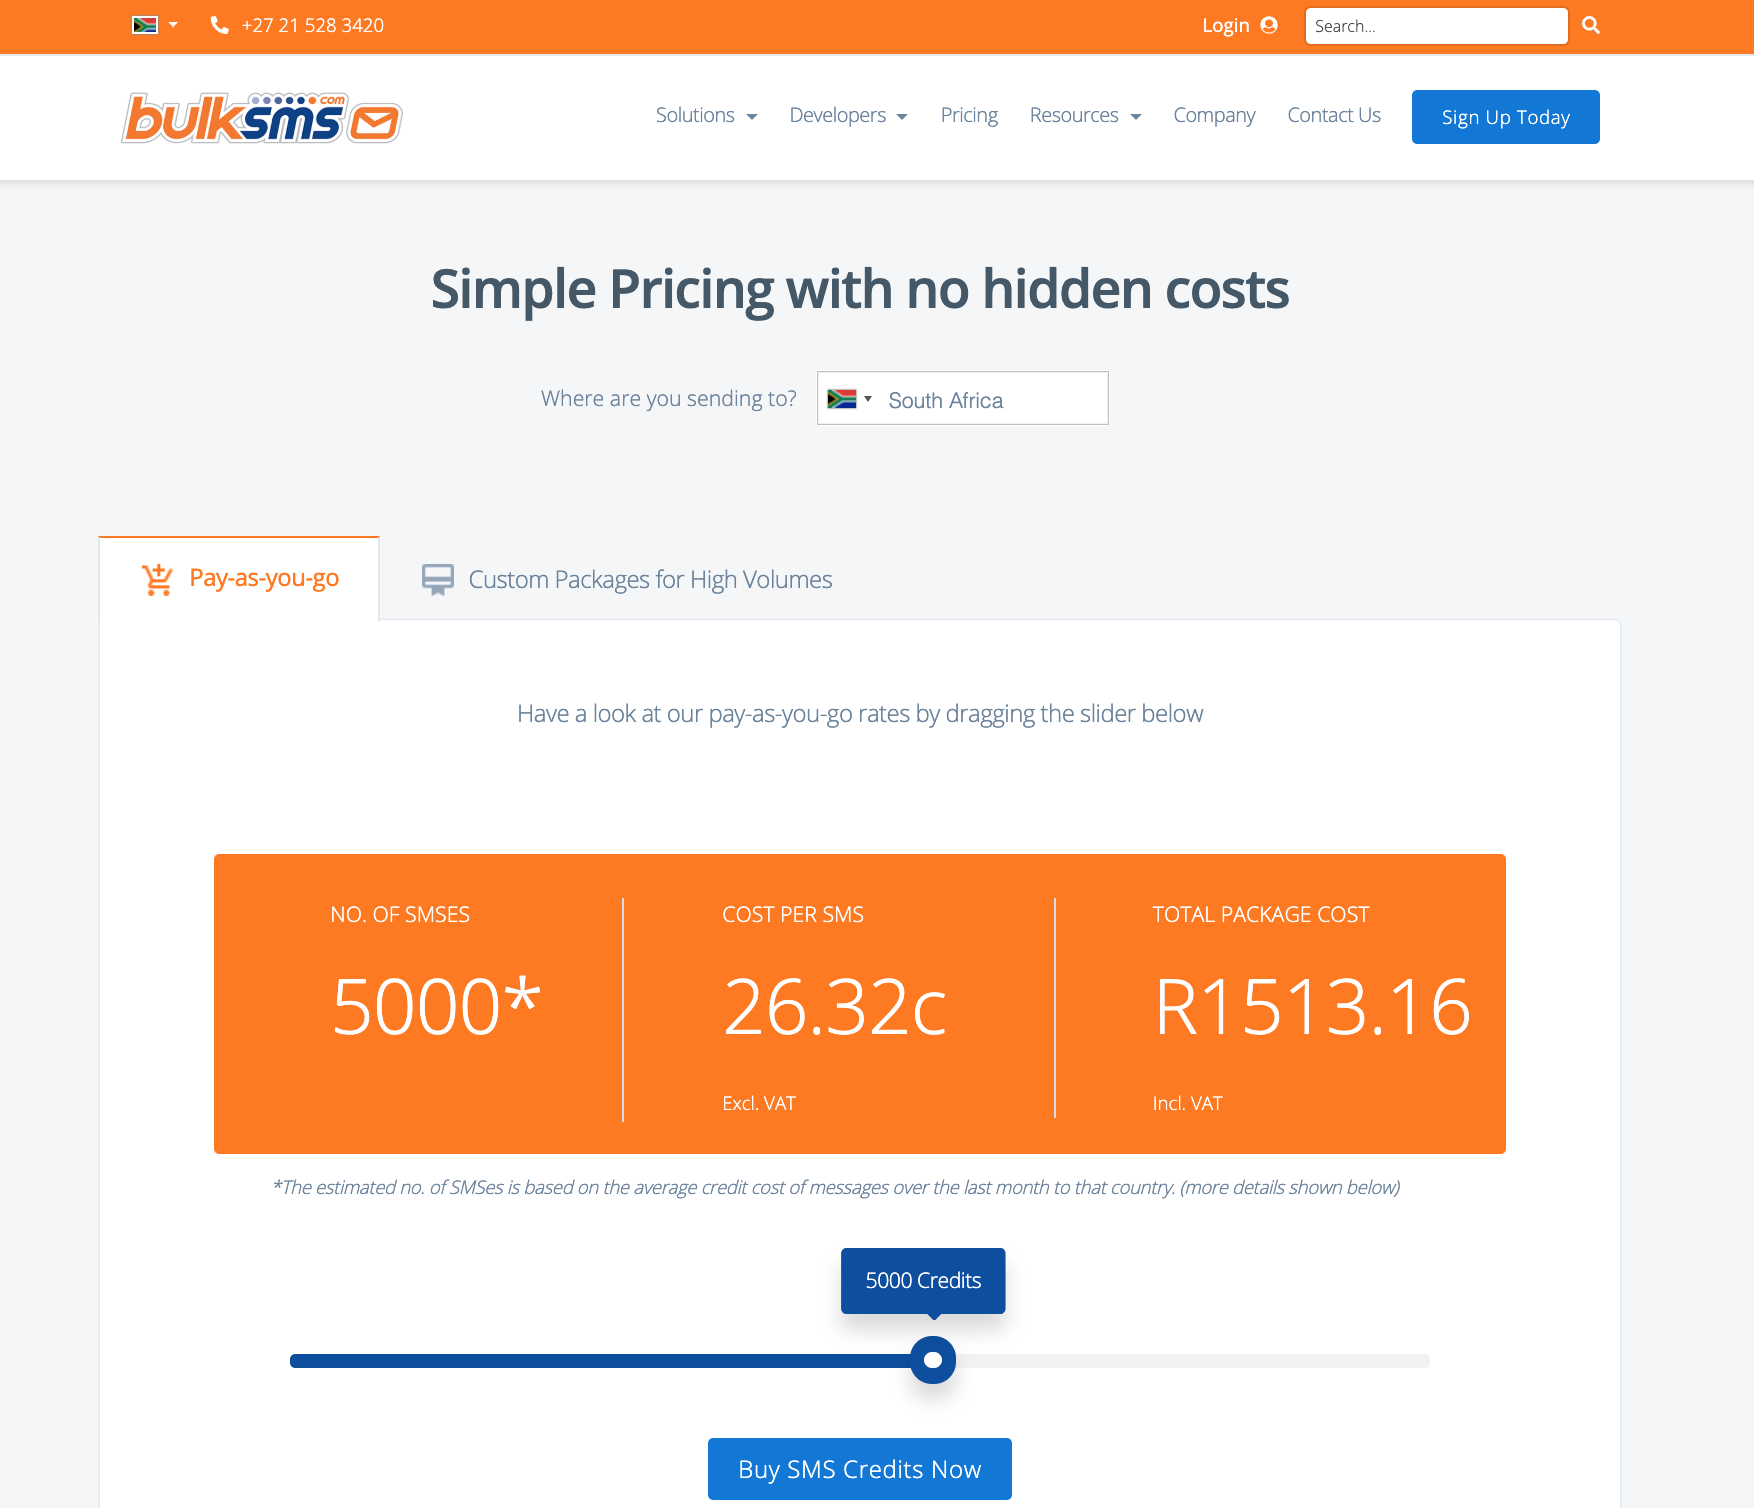 +27 21 528 3420
Login
Search...
bulksms.com
Solutions
Developers
Pricing
Resources
Company
Contact Us
Sign Up Today
Simple Pricing with no hidden costs
Where are you sending to?
South Africa
Pay-as-you-go
Custom Packages for High Volumes
Have a look at our pay-as-you-go rates by dragging the slider below
NO. OF SMSES
5000*
COST PER SMS
26.32c
Excl. VAT
TOTAL PACKAGE COST
R1513.16
Incl. VAT
*The estimated no. of SMSes is based on the average credit cost of messages over the last month to that country. (more details shown below)
5000 Credits
Buy SMS Credits Now